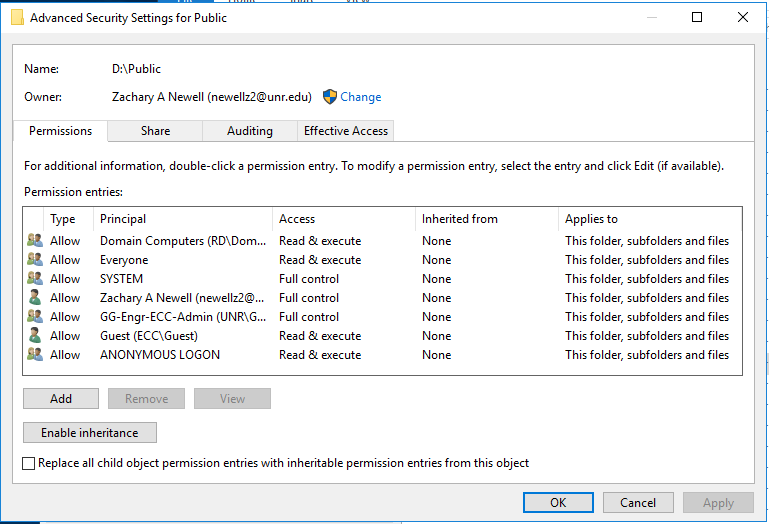 Advanced Security Settings for Public
Name: D:\Public
Owner: Zachary A Newell (newellz2@unr.edu) Change
Permissions Share Auditing Effective Access
For additional information, double-click a permission entry. To modify a permission entry, select the entry and click Edit (if available).
Permission entries:
Type Principal Access Inherited from Applies to
Allow Domain Computers (RD\Dom... Read & execute None This folder, subfolders and files
Allow Everyone Read & execute None This folder, subfolders and files
Allow SYSTEM Full control None This folder, subfolders and files
Allow Zachary A Newell (newellz2@... Full control None This folder, subfolders and files
Allow GG-Engr-ECC-Admin (UNR\G... Full control None This folder, subfolders and files
Allow Guest (ECC\Guest) Read & execute None This folder, subfolders and files
Allow ANONYMOUS LOGON Read & execute None This folder, subfolders and files
Add Remove View
Enable inheritance
Replace all child object permission entries with inheritable permission entries from this object
OK Cancel Apply